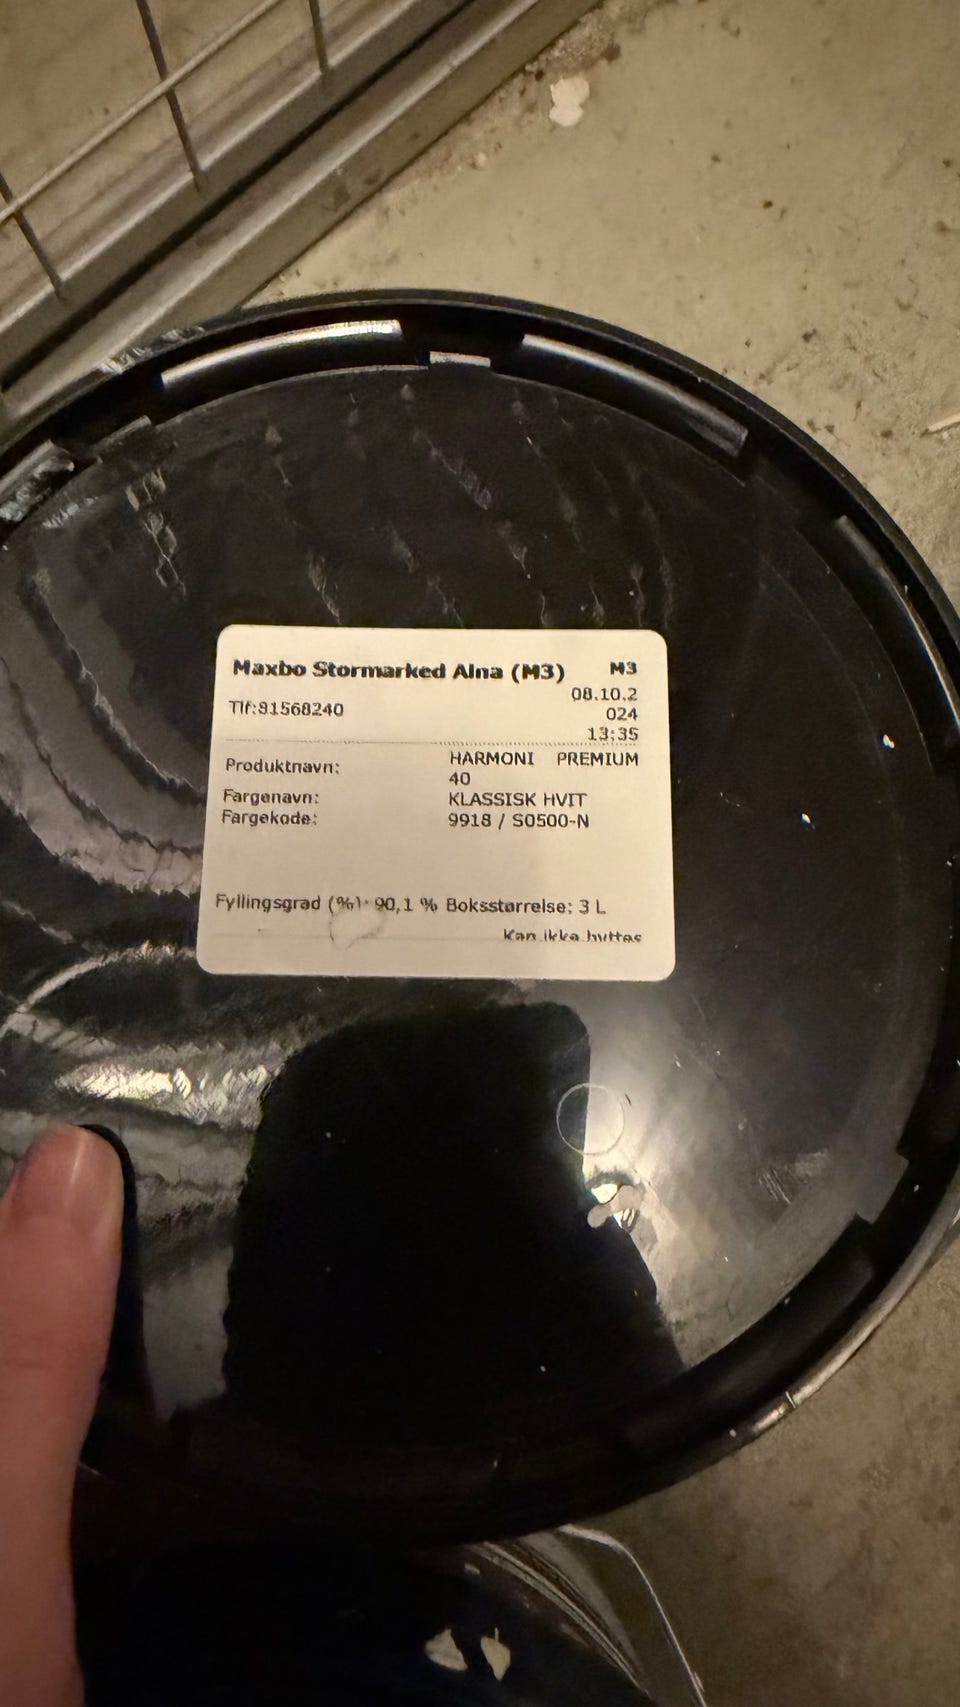 Maxbo Stormarked Alna (M3) M3
08.10.2
Tlf:91568240 024
13:35
Produktnavn: HARMONI PREMIUM
40
Fargenavn: KLASSISK HVIT
Fargekode: 9918 / S0500-N
Fyllingsgrad (%): 90,1 % Boksstørrelse: 3 L
Kan ikke byttes